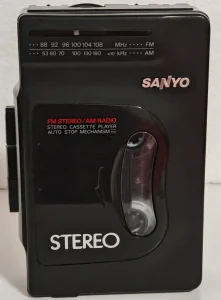 88 92 96 100 104 108 MHz FM
53 60 70 100 130 160 x10 kHz AM
SANYO
FM STEREO/AM RADIO
STEREO CASSETTE PLAYER
AUTO STOP MECHANISM
STEREO